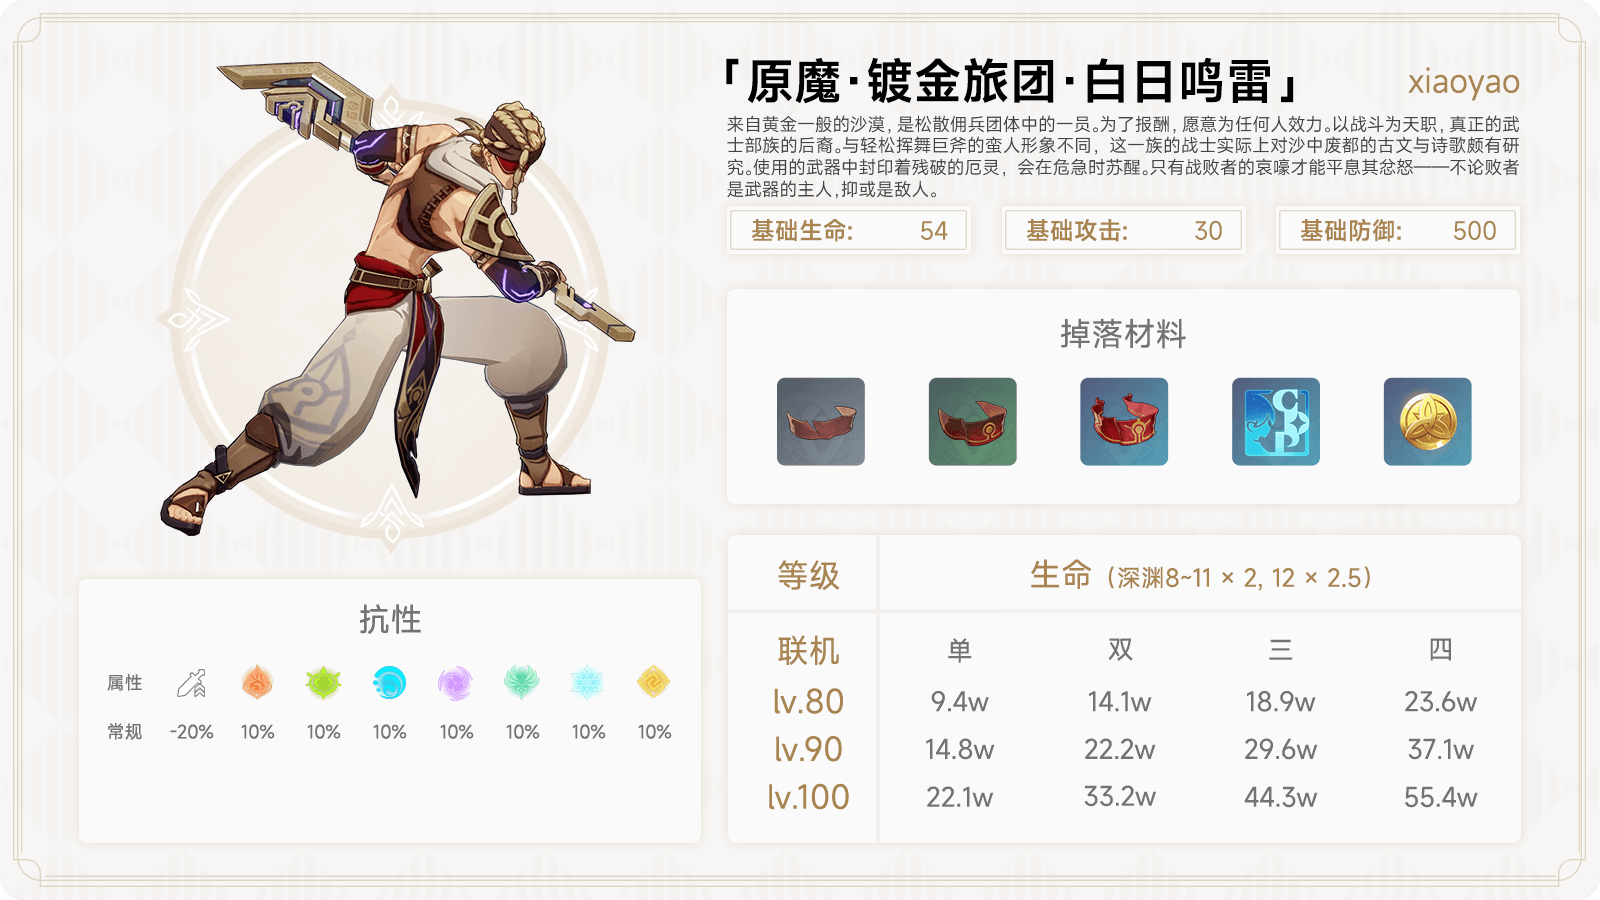 「原魔·镀金旅团·白日鸣雷」
xiaoyao
来自黄金一般的沙漠，是松散佣兵团体中的一员。为了报酬，愿意为任何人效力。以战斗为天职，真正的武
士部族的后裔。与轻松挥舞巨斧的蛮人形象不同，这一族的战士实际上对沙中废都的古文与诗歌颇有研
究。使用的武器中封印着残破的厄灵，会在危急时苏醒。只有战败者的哀嚎才能平息其忿怒——不论败者
是武器的主人，抑或是敌人。
基础生命: 54
基础攻击: 30
基础防御: 500
掉落材料
抗性
属性
常规 -20% 10% 10% 10% 10% 10% 10% 10%
等级 生命（深渊8~11 × 2, 12 × 2.5）
联机 单 双 三 四
lv.80 9.4w 14.1w 18.9w 23.6w
lv.90 14.8w 22.2w 29.6w 37.1w
lv.100 22.1w 33.2w 44.3w 55.4w